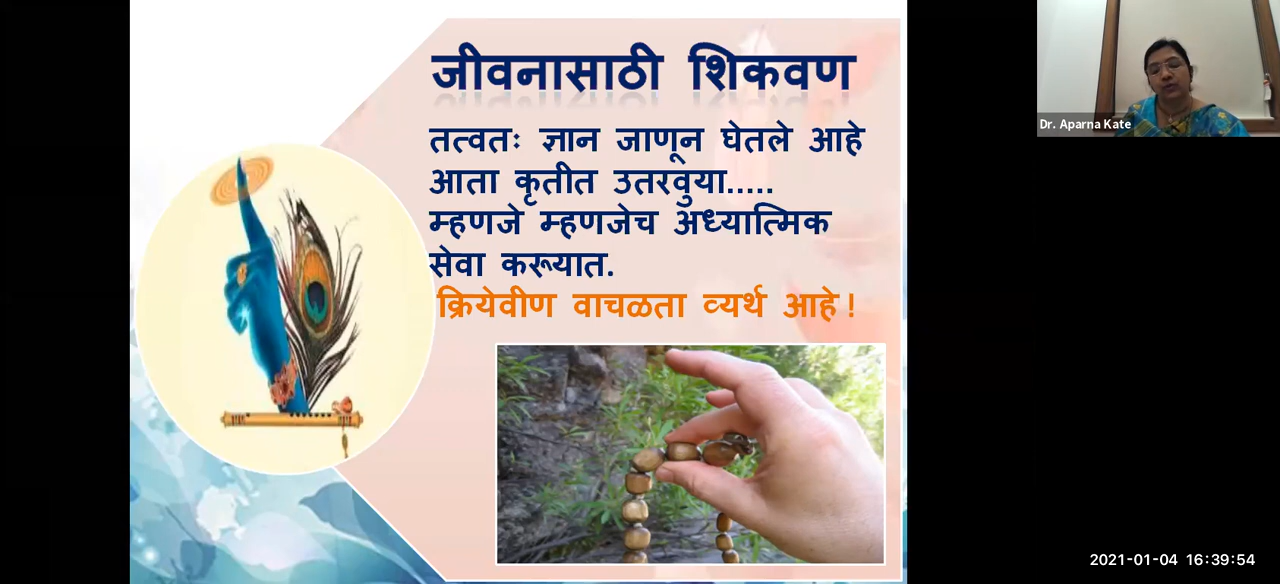 जीवनासाठी शिकवण
तत्वतः ज्ञान जाणून घेतले आहे
आता कृतीत उतरवुया.....
म्हणजे म्हणजेच अध्यात्मिक
सेवा करूयात.
क्रियेवीण वाचळता व्यर्थ आहे !
Dr. Aparna Kate
2021-01-04 16:39:54